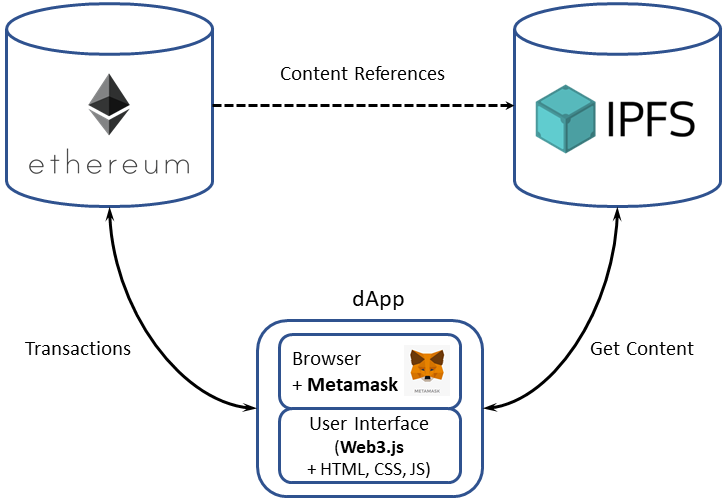 Content References
ethereum
IPFS
dApp
Transactions
Get Content
Browser
+ Metamask
METAMASK
User Interface
(Web3.js
+ HTML, CSS, JS)